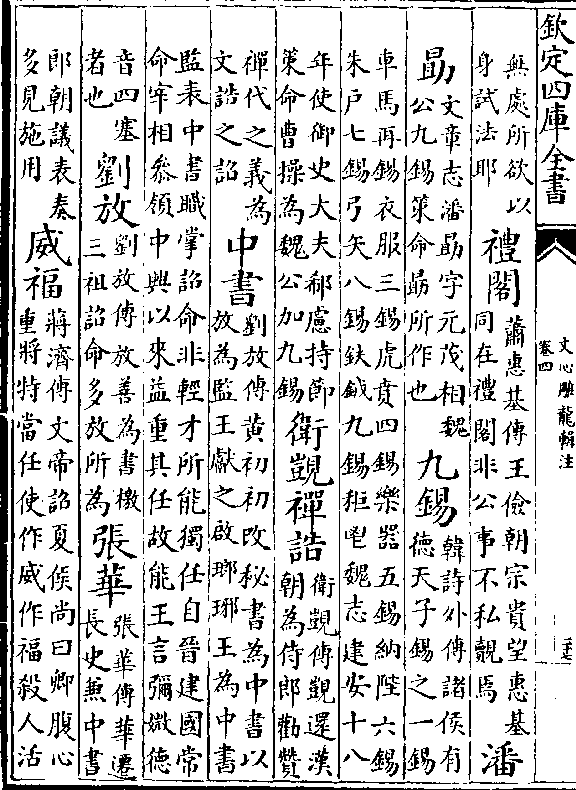 欽定四庫全書
文心雕龍輯注
卷四
無處所欲以
身試法耶
禮閣
蕭惠基傳王儉朝宗貴望惠基
同在禮閣非公事不私覿焉
潘
勗
文章志潘勗字元茂相魏
公九錫策命勗所作也
九錫
韓詩外傳諸侯有
德天子錫之一錫
車馬再錫衣服三錫虎賁四錫樂器五錫納陛六錫
朱戶七錫弓矢八錫鈇鉞九錫秬鬯魏志建安十八
年使御史大夫郗慮持節
策命曹操為魏公加九錫
衛覬禪誥
衛覬傳覬還漢
朝為侍郎勸贊
禪代之義為
文誥之詔
中書
劉放傳黃初初改秘書為中書以
放為監王獻之啟瑯琊王為中書
監表中書職掌詔命非輕才所能獨任自晉建國常
命宰相參領中興以來益重其任故能王言彌徽德
音四塞
者也
劉放
劉放傳放善為書檄
三祖詔命多放所為
張華
張華傳華遷
長史兼中書
郎朝議表奏
多見施用
威福
蔣濟傳文帝詔夏侯尚曰卿腹心
重將特當任使作威作福殺人活